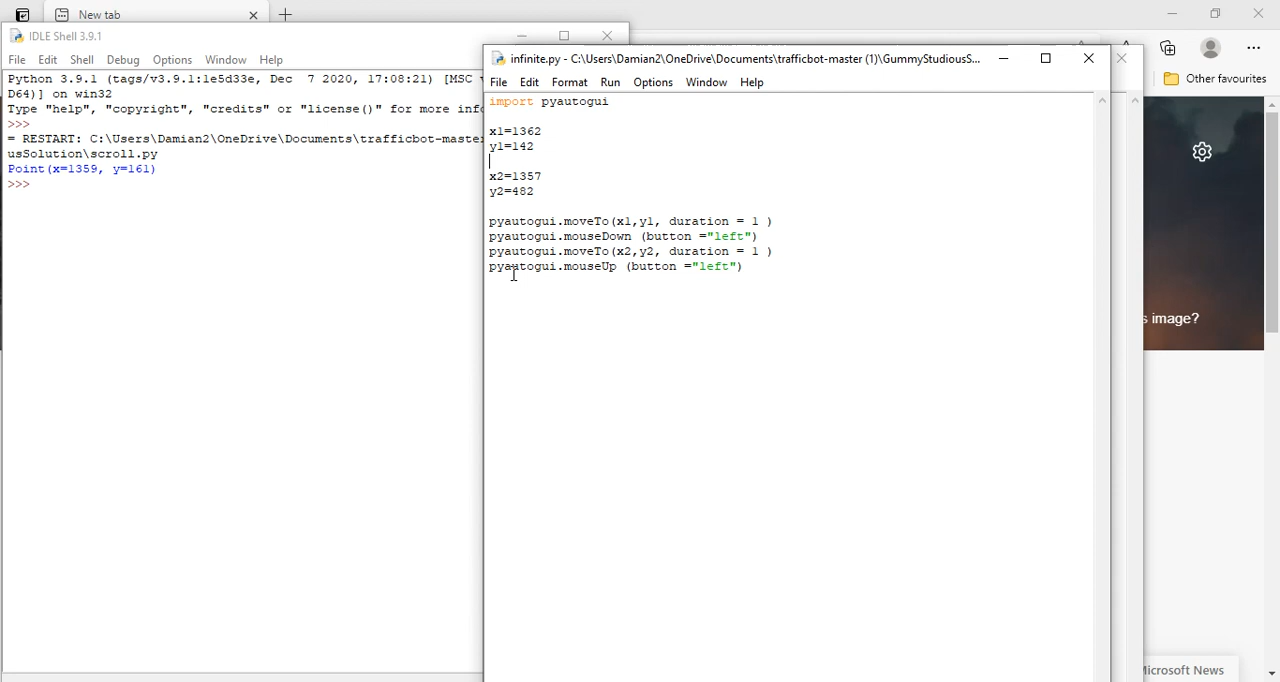 New tab
IDLE Shell 3.9.1
File Edit Shell Debug Options Window Help
Python 3.9.1 (tags/v3.9.1:1e5d33e, Dec 7 2020, 17:08:21) [MSC
D64)] on win32
Type "help", "copyright", "credits" or "license()" for more
>>>
= RESTART: C:\Users\Damian2\OneDrive\Documents\trafficbot-master
usSolution\scroll.py
Point(x=1359, y=161)
>>>
infinite.py - C:\Users\Damian2\OneDrive\Documents\trafficbot-master (1)\GummyStudiousS...
File Edit Format Run Options Window Help
import pyautogui
x1=1362
y1=142
x2=1357
y2=482
pyautogui.moveTo(x1,y1, duration = 1 )
pyautogui.mouseDown (button ="left")
pyautogui.moveTo(x2,y2, duration = 1 )
pyautogui.mouseUp (button ="left")
Other favourites
s image?
Microsoft News